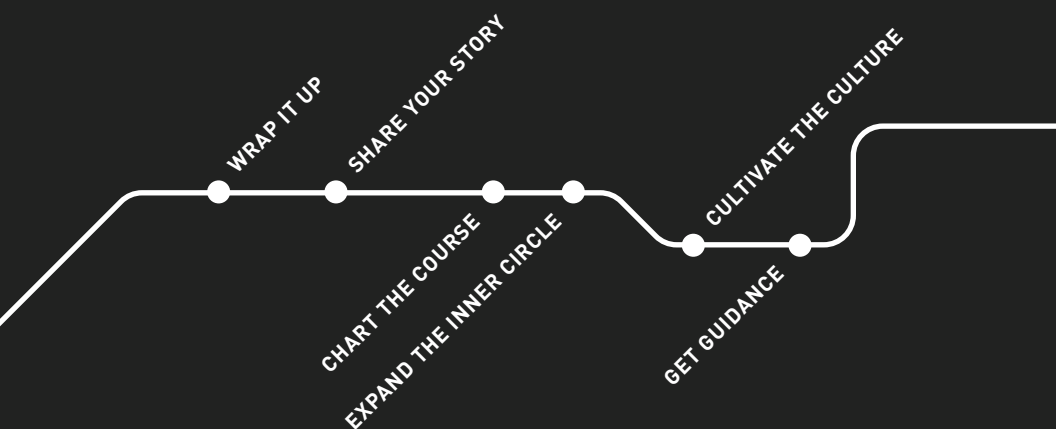 WRAP IT UP
SHARE YOUR STORY
CHART THE COURSE
EXPAND THE INNER CIRCLE
CULTIVATE THE CULTURE
GET GUIDANCE